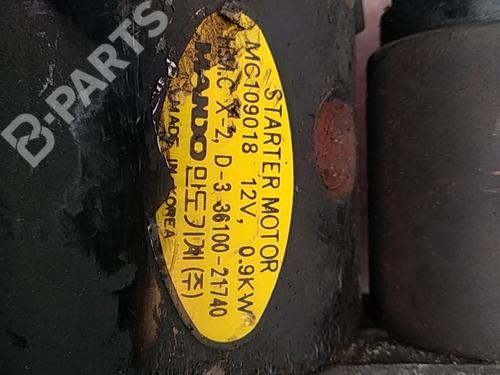 STARTER MOTOR
MG109018 12V, 0.9KW
H.M.C X-2, D-3 36100-21740
MANDO 만도기계(주)
MADE IN KOREA
B-PARTS